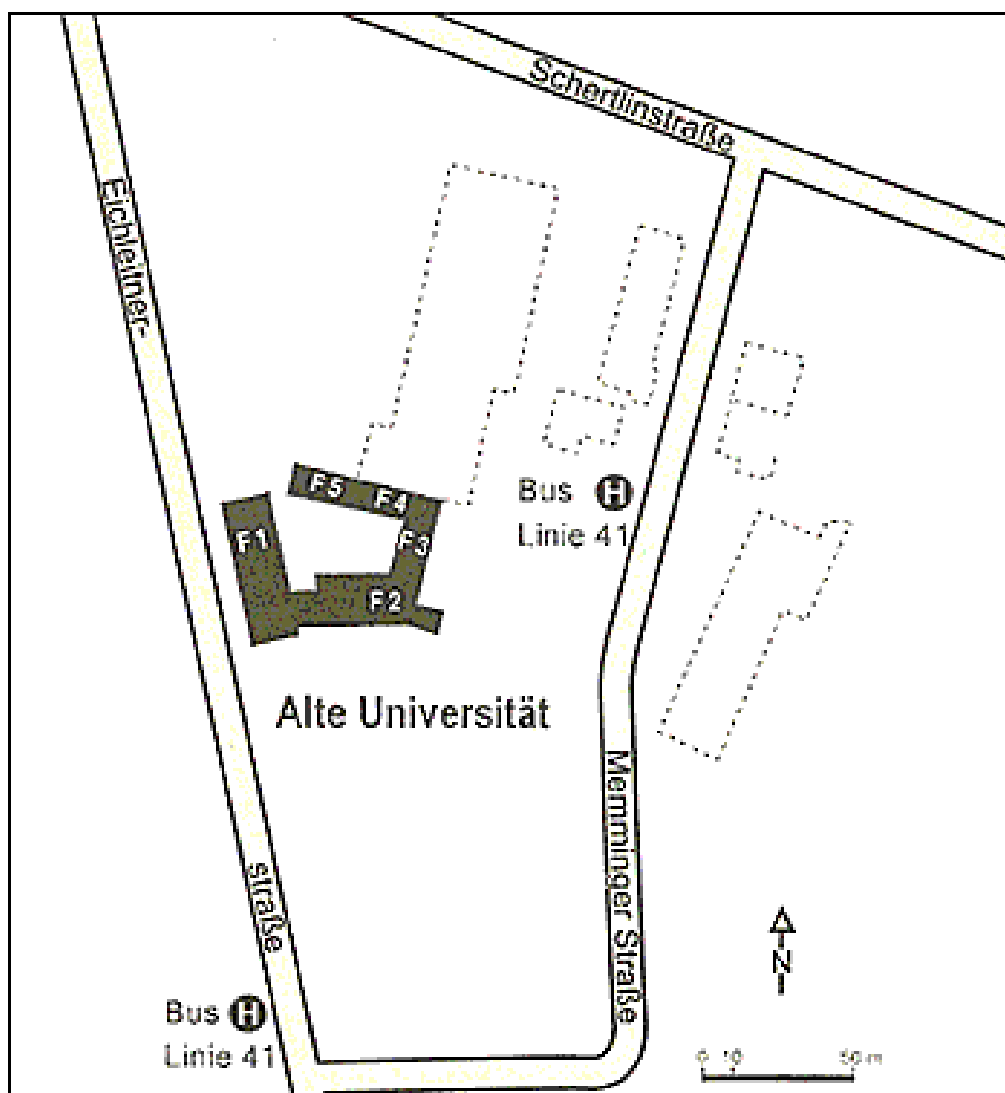 Schertlinstraße
Eichleitner-
F5
F4
F1
F3
F2
Bus H
Linie 41
Alte Universität
Memminger Straße
straße
Bus H
Linie 41
N
0 10 50 m